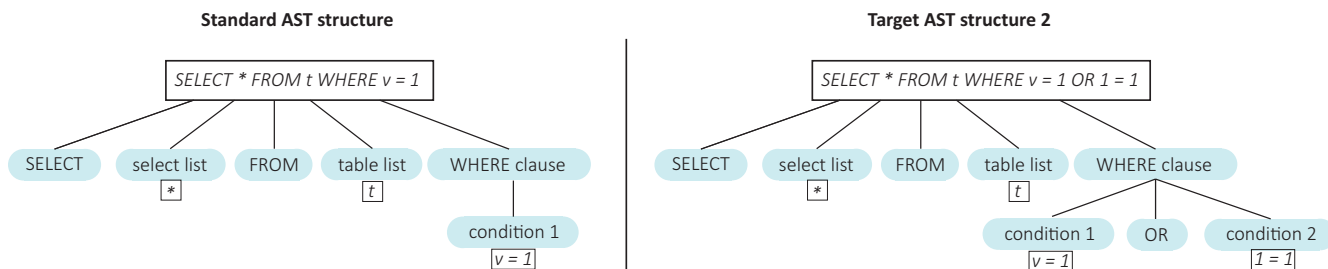 Standard AST structure
SELECT * FROM t WHERE v = 1
SELECT
select list
*
FROM
table list
t
WHERE clause
condition 1
v = 1
Target AST structure 2
SELECT * FROM t WHERE v = 1 OR 1 = 1
SELECT
select list
*
FROM
table list
t
WHERE clause
condition 1
v = 1
OR
condition 2
1 = 1